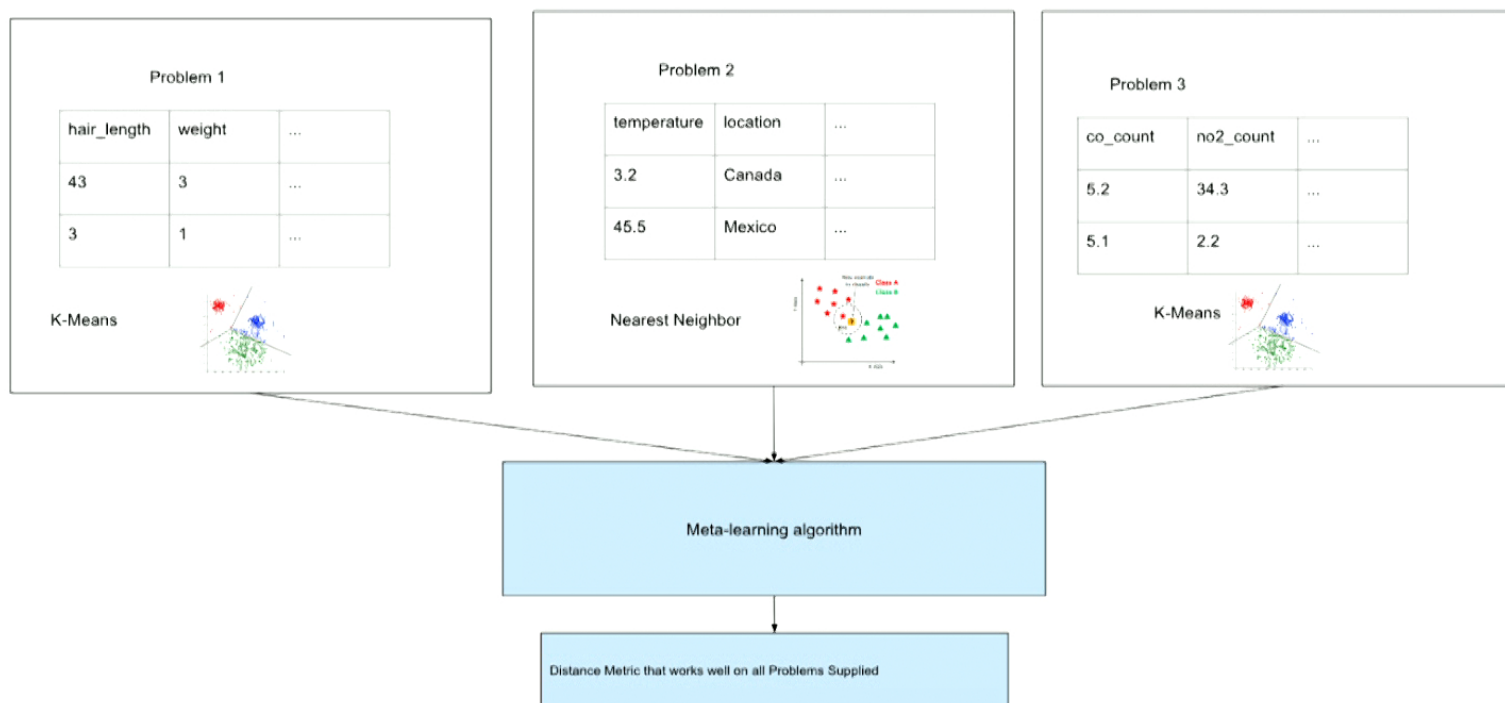 Problem 1
hair_length weight ...
43 3 ...
3 1 ...
K-Means
Problem 2
temperature location ...
3.2 Canada ...
45.5 Mexico ...
Nearest Neighbor
Class A
Class B
Problem 3
co_count no2_count ...
5.2 34.3 ...
5.1 2.2 ...
K-Means
Meta-learning algorithm
Distance Metric that works well on all Problems Supplied